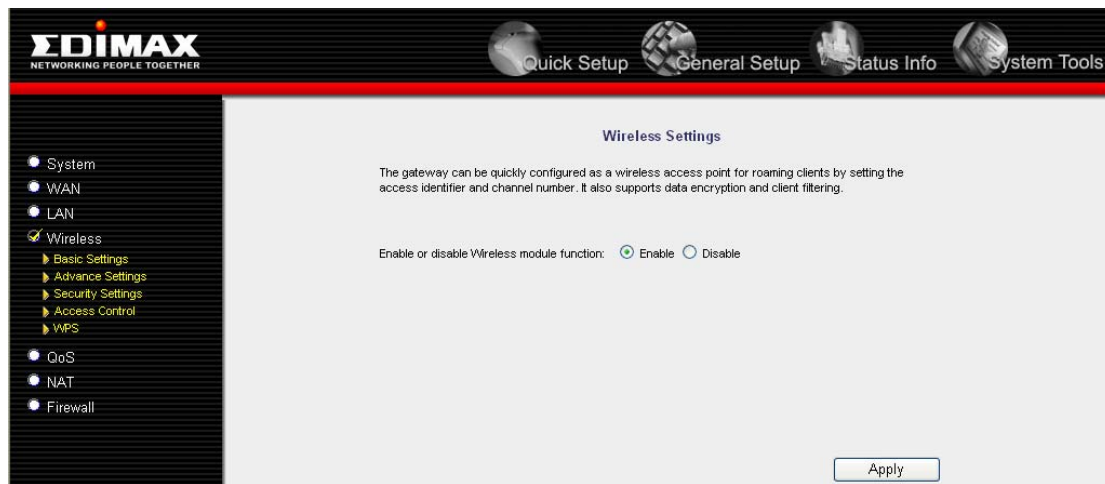 EDIMAX
NETWORKING PEOPLE TOGETHER
Quick Setup
General Setup
Status Info
System Tools
System
WAN
LAN
Wireless
Basic Settings
Advance Settings
Security Settings
Access Control
WPS
QoS
NAT
Firewall
Wireless Settings
The gateway can be quickly configured as a wireless access point for roaming clients by setting the
access identifier and channel number. It also supports data encryption and client filtering.
Enable or disable Wireless module function: Enable Disable
Apply